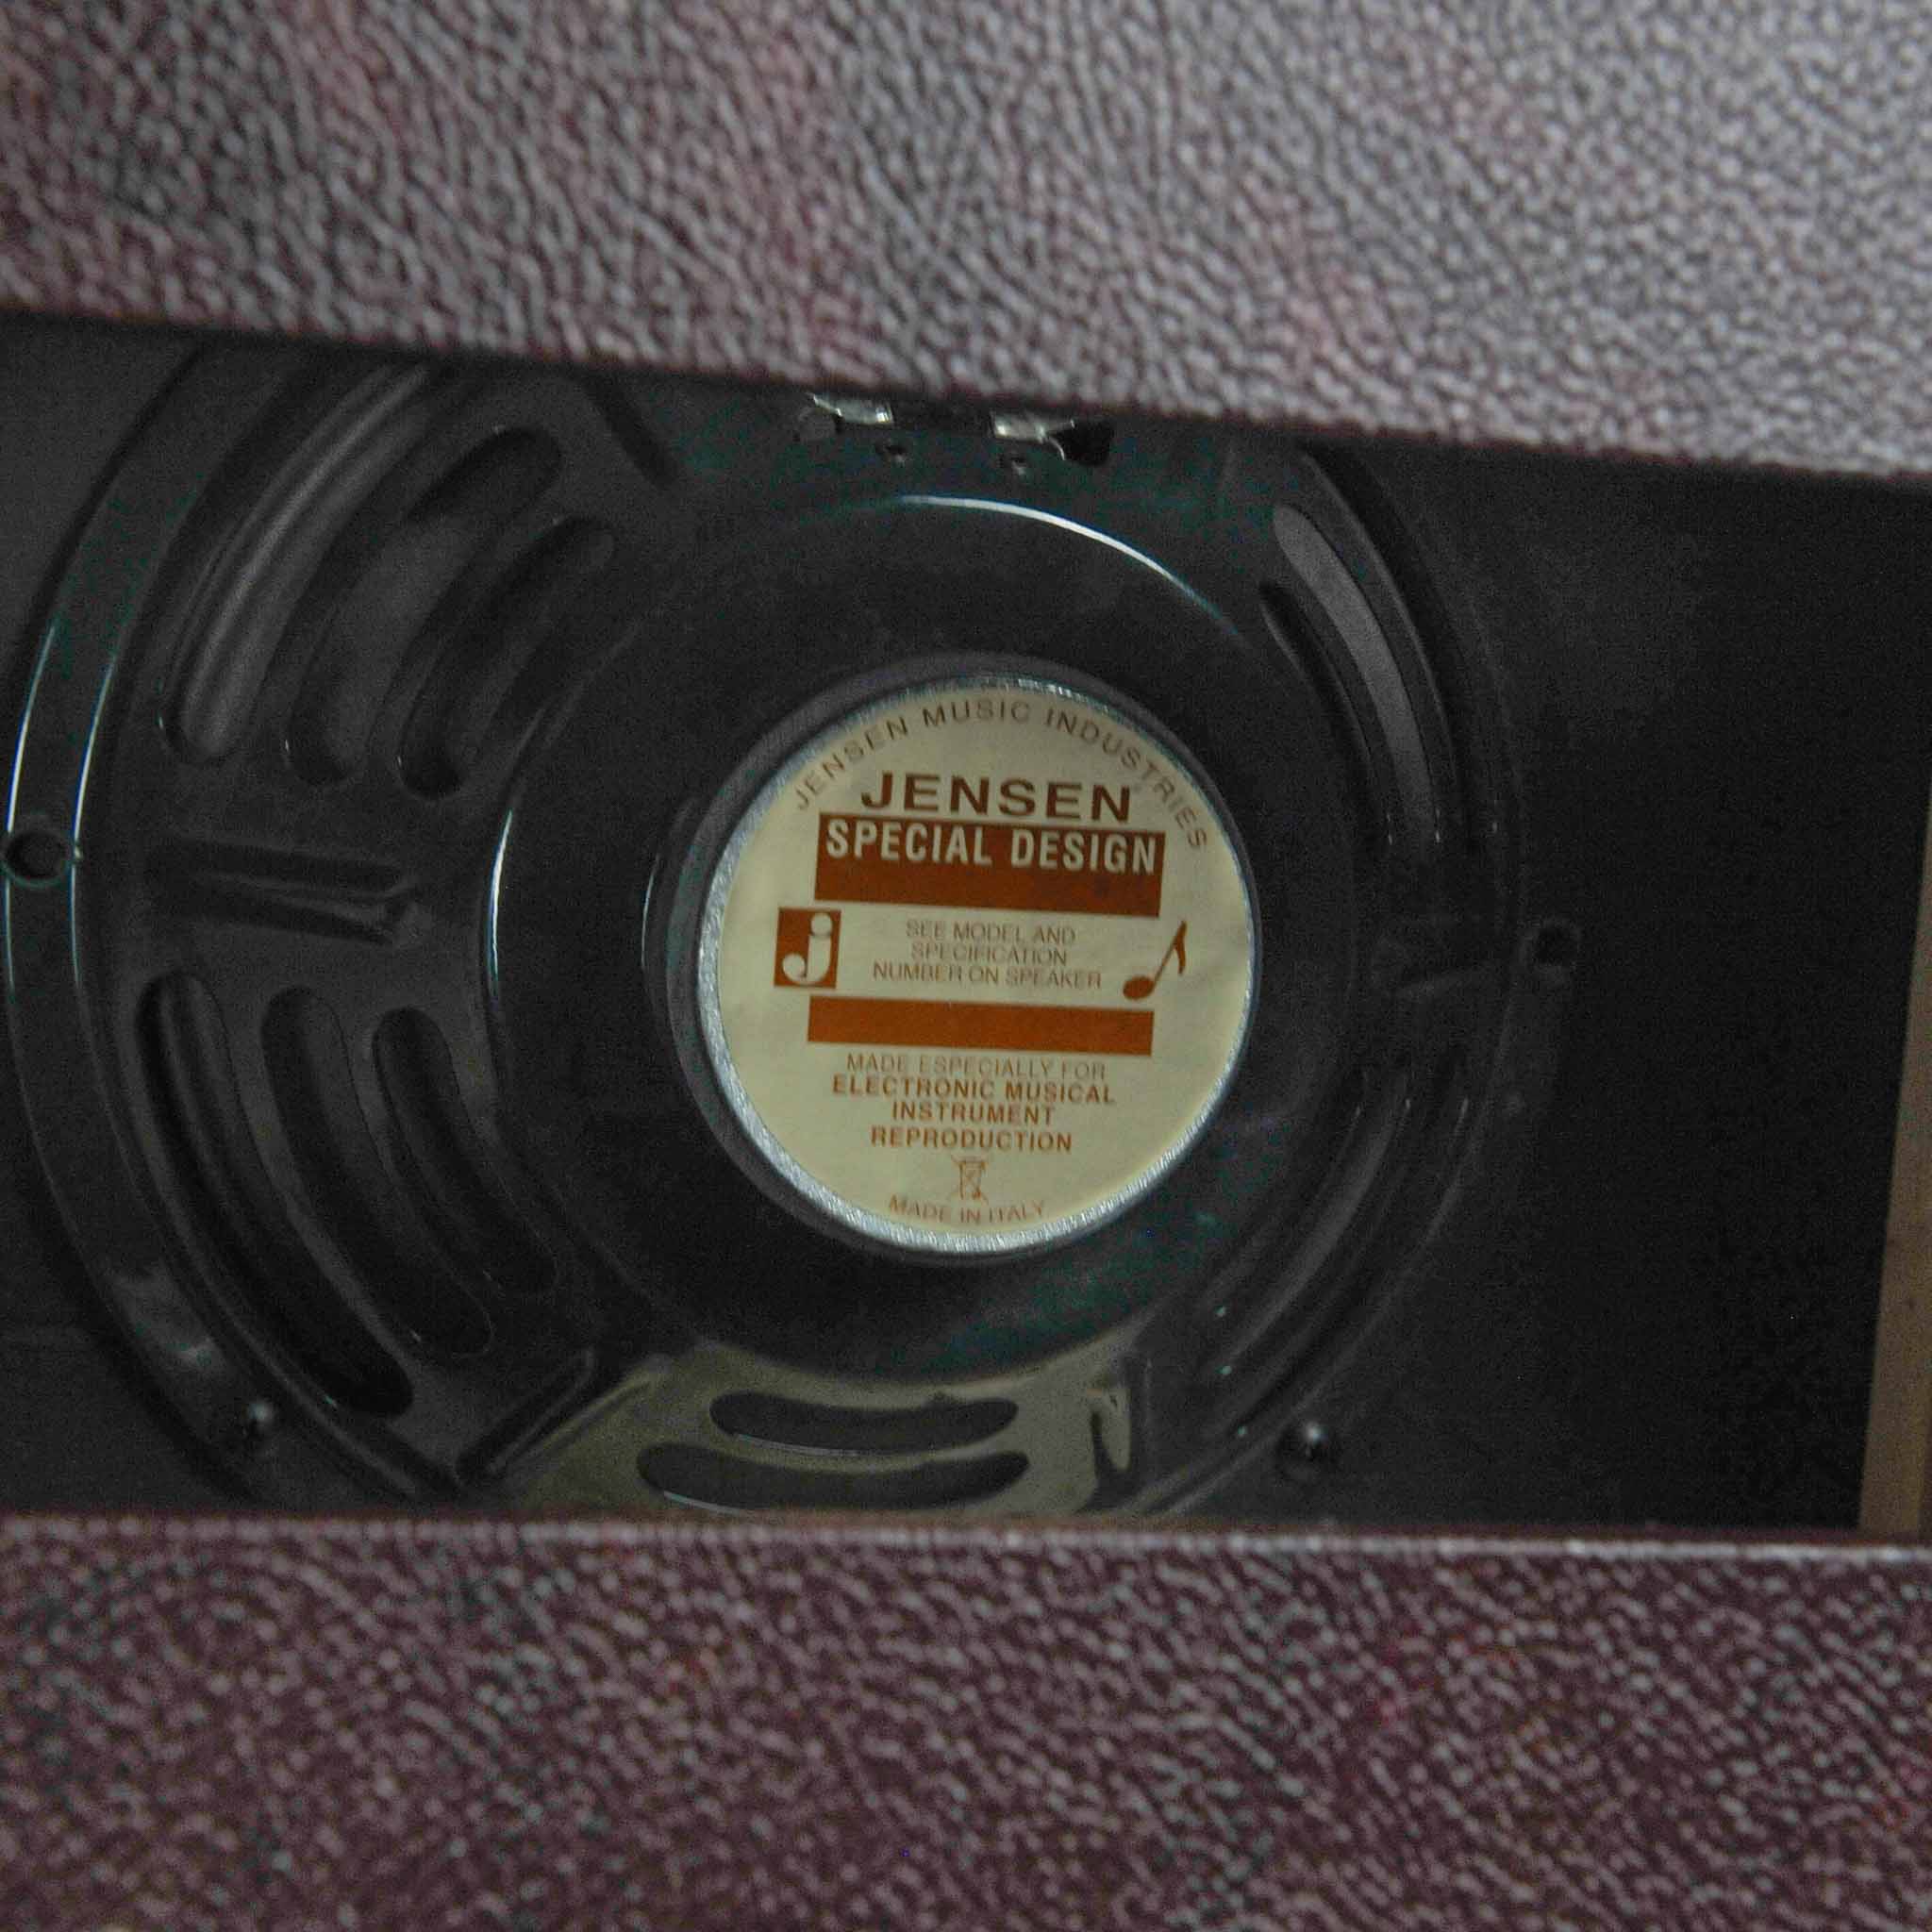 JENSEN MUSIC INDUSTRIES
JENSEN
SPECIAL DESIGN
j
SEE MODEL AND
SPECIFICATION
NUMBER ON SPEAKER
MADE ESPECIALLY FOR
ELECTRONIC MUSICAL
INSTRUMENT
REPRODUCTION
MADE IN ITALY